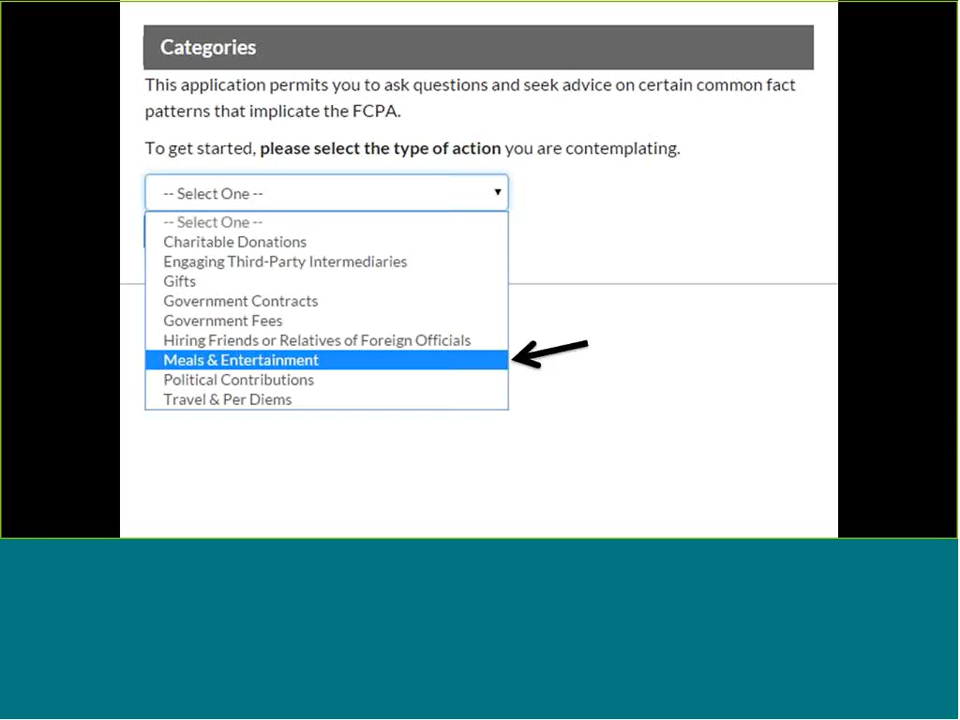 Categories
This application permits you to ask questions and seek advice on certain common fact
patterns that implicate the FCPA.
To get started, please select the type of action you are contemplating.
-- Select One --
-- Select One --
Charitable Donations
Engaging Third-Party Intermediaries
Gifts
Government Contracts
Government Fees
Hiring Friends or Relatives of Foreign Officials
Meals & Entertainment
Political Contributions
Travel & Per Diems